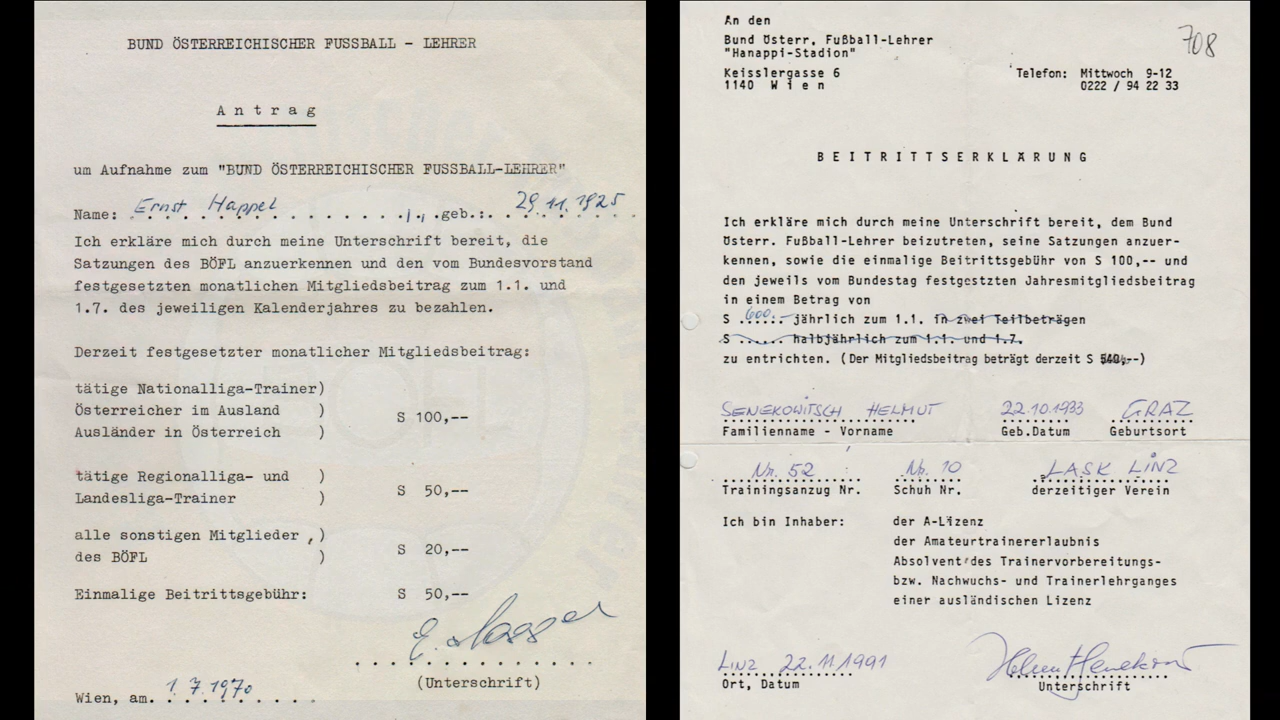 BUND ÖSTERREICHISCHER FUSSBALL - LEHRER
Antrag
um Aufnahme zum "BUND ÖSTERREICHISCHER FUSSBALL-LEHRER"
Name: Ernst Happel geb.: 29.11.1925
Ich erkläre mich durch meine Unterschrift bereit, die
Satzungen des BÖFL anzuerkennen und den vom Bundesvorstand
festgesetzten monatlichen Mitgliedsbeitrag zum 1.1. und
1.7. des jeweiligen Kalenderjahres zu bezahlen.
Derzeit festgesetzter monatlicher Mitgliedsbeitrag:
tätige Nationalliga-Trainer)
Österreicher im Ausland ) S 100,--
Ausländer in Österreich )
tätige Regionalliga- und )
Landesliga-Trainer ) S 50,--
alle sonstigen Mitglieder )
des BÖFL ) S 20,--
Einmalige Beitrittsgebühr: S 50,--
E. Happel
(Unterschrift)
Wien, am 1.7.1970
An den
Bund Österr. Fußball-Lehrer
"Hanappi-Stadion"
708
Keisslergasse 6 Telefon: Mittwoch 9-12
1140 Wien 0222 / 94 22 33
BEITRITTSERKLÄRUNG
Ich erkläre mich durch meine Unterschrift bereit, dem Bund
Österr. Fußball-Lehrer beizutreten, seine Satzungen anzuer-
kennen, sowie die einmalige Beitrittsgebühr von S 100,-- und
den jeweils vom Bundestag festgestzten Jahresmitgliedsbeitrag
in einem Betrag von
S 600.- jährlich zum 1.1. in zwei Teilbeträgen
S ...... halbjährlich zum 1.1. und 1.7.
zu entrichten. (Der Mitgliedsbeitrag beträgt derzeit S 540,--)
SENEKOWITSCH HELMUT 22.10.1933 GRAZ
Familienname - Vorname Geb.Datum Geburtsort
Nr. 52 Nr. 10 LASK LINZ
Trainingsanzug Nr. Schuh Nr. derzeitiger Verein
Ich bin Inhaber: der A-Lizenz
der Amateurtrainererlaubnis
Absolvent des Trainervorbereitungs-
bzw. Nachwuchs- und Trainerlehrganges
einer ausländischen Lizenz
LINZ 22.11.1991 Helmut Senekowitsch
Ort, Datum Unterschrift